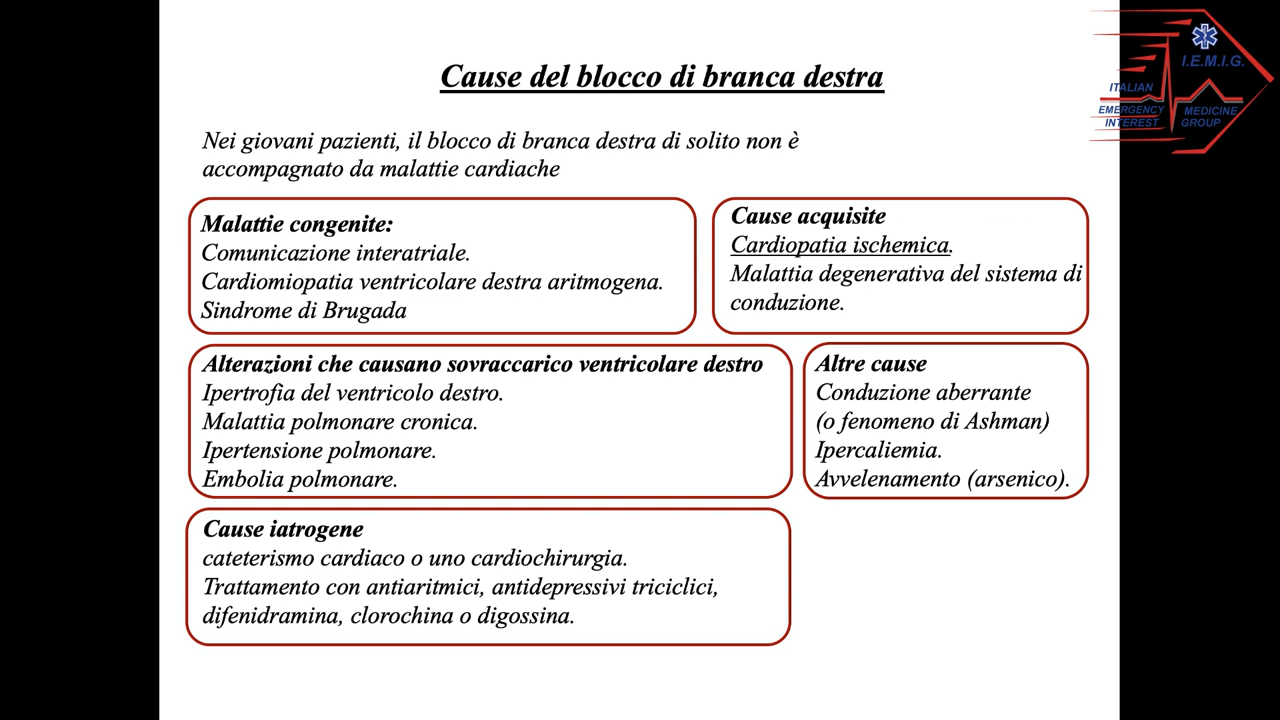 Cause del blocco di branca destra
I.E.M.I.G.
ITALIAN
EMERGENCY
INTEREST
MEDICINE
GROUP
Nei giovani pazienti, il blocco di branca destra di solito non è
accompagnato da malattie cardiache
Malattie congenite:
Comunicazione interatriale.
Cardiomiopatia ventricolare destra aritmogena.
Sindrome di Brugada
Cause acquisite
Cardiopatia ischemica.
Malattia degenerativa del sistema di
conduzione.
Alterazioni che causano sovraccarico ventricolare destro
Ipertrofia del ventricolo destro.
Malattia polmonare cronica.
Ipertensione polmonare.
Embolia polmonare.
Altre cause
Conduzione aberrante
(o fenomeno di Ashman)
Ipercaliemia.
Avvelenamento (arsenico).
Cause iatrogene
cateterismo cardiaco o uno cardiochirurgia.
Trattamento con antiaritmici, antidepressivi triciclici,
difenidramina, clorochina o digossina.